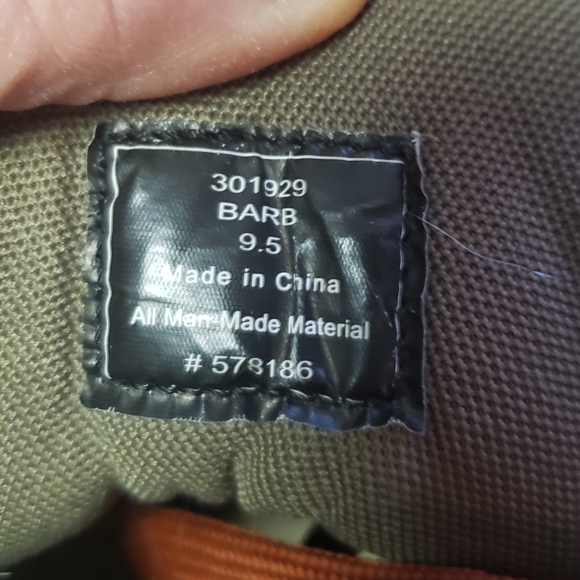 301929
BARB
9.5
Made in China
All Man-Made Material
# 578186